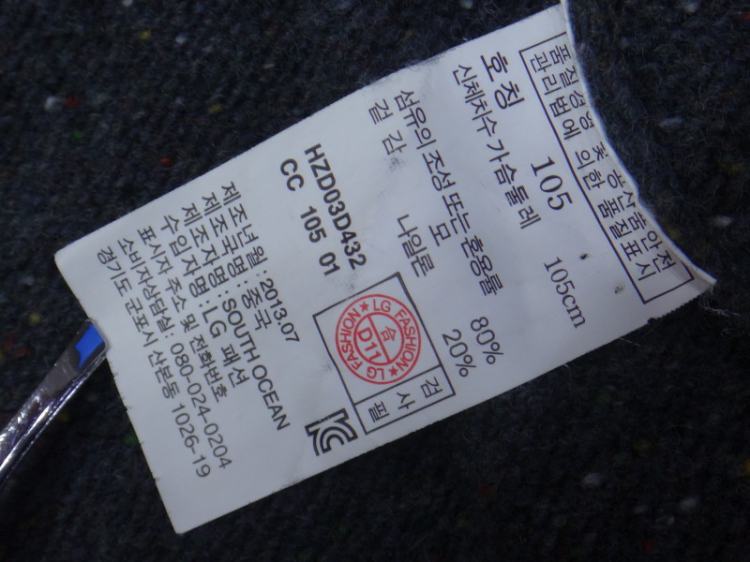 품질경영 및 공산품안전
관리법에 의한 품질표시
호칭 105
신체치수 가슴둘레 105cm
섬유의 조성 또는 혼용률
겉감 모 80%
나일론 20%
HZD03D432
CC 105 01
LG FASHION ★ LG FASHION ★
합
D11
검사필
제조년월 : 2013.07
제조국명 : 중국
제조자명 : SOUTH OCEAN
수입자명 : LG 패션
표시자 주소 및 전화번호
소비자상담실 : 080-024-0204
경기도 군포시 산본동 1026-19